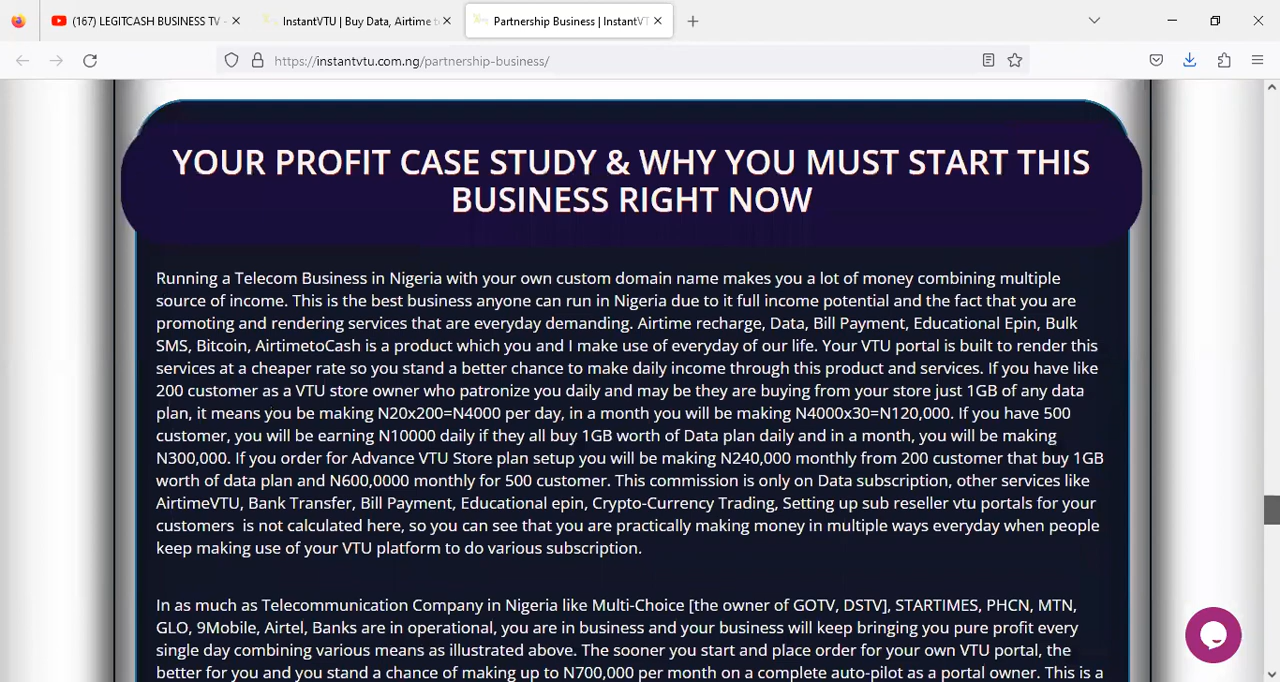 (167) LEGITCASH BUSINESS TV -
InstantVTU | Buy Data, Airtime to
Partnership Business | InstantVT
https://instantvtu.com.ng/partnership-business/
YOUR PROFIT CASE STUDY & WHY YOU MUST START THIS
BUSINESS RIGHT NOW
Running a Telecom Business in Nigeria with your own custom domain name makes you a lot of money combining multiple
source of income. This is the best business anyone can run in Nigeria due to it full income potential and the fact that you are
promoting and rendering services that are everyday demanding. Airtime recharge, Data, Bill Payment, Educational Epin, Bulk
SMS, Bitcoin, AirtimetoCash is a product which you and I make use of everyday of our life. Your VTU portal is built to render this
services at a cheaper rate so you stand a better chance to make daily income through this product and services. If you have like
200 customer as a VTU store owner who patronize you daily and may be they are buying from your store just 1GB of any data
plan, it means you be making N20x200=N4000 per day, in a month you will be making N4000x30=N120,000. If you have 500
customer, you will be earning N10000 daily if they all buy 1GB worth of Data plan daily and in a month, you will be making
N300,000. If you order for Advance VTU Store plan setup you will be making N240,000 monthly from 200 customer that buy 1GB
worth of data plan and N600,0000 monthly for 500 customer. This commission is only on Data subscription, other services like
AirtimeVTU, Bank Transfer, Bill Payment, Educational epin, Crypto-Currency Trading, Setting up sub reseller vtu portals for your
customers  is not calculated here, so you can see that you are practically making money in multiple ways everyday when people
keep making use of your VTU platform to do various subscription.
In as much as Telecommunication Company in Nigeria like Multi-Choice [the owner of GOTV, DSTV], STARTIMES, PHCN, MTN,
GLO, 9Mobile, Airtel, Banks are in operational, you are in business and your business will keep bringing you pure profit every
single day combining various means as illustrated above. The sooner you start and place order for your own VTU portal, the
better for you and you stand a chance of making up to N700,000 per month on a complete auto-pilot as a portal owner. This is a